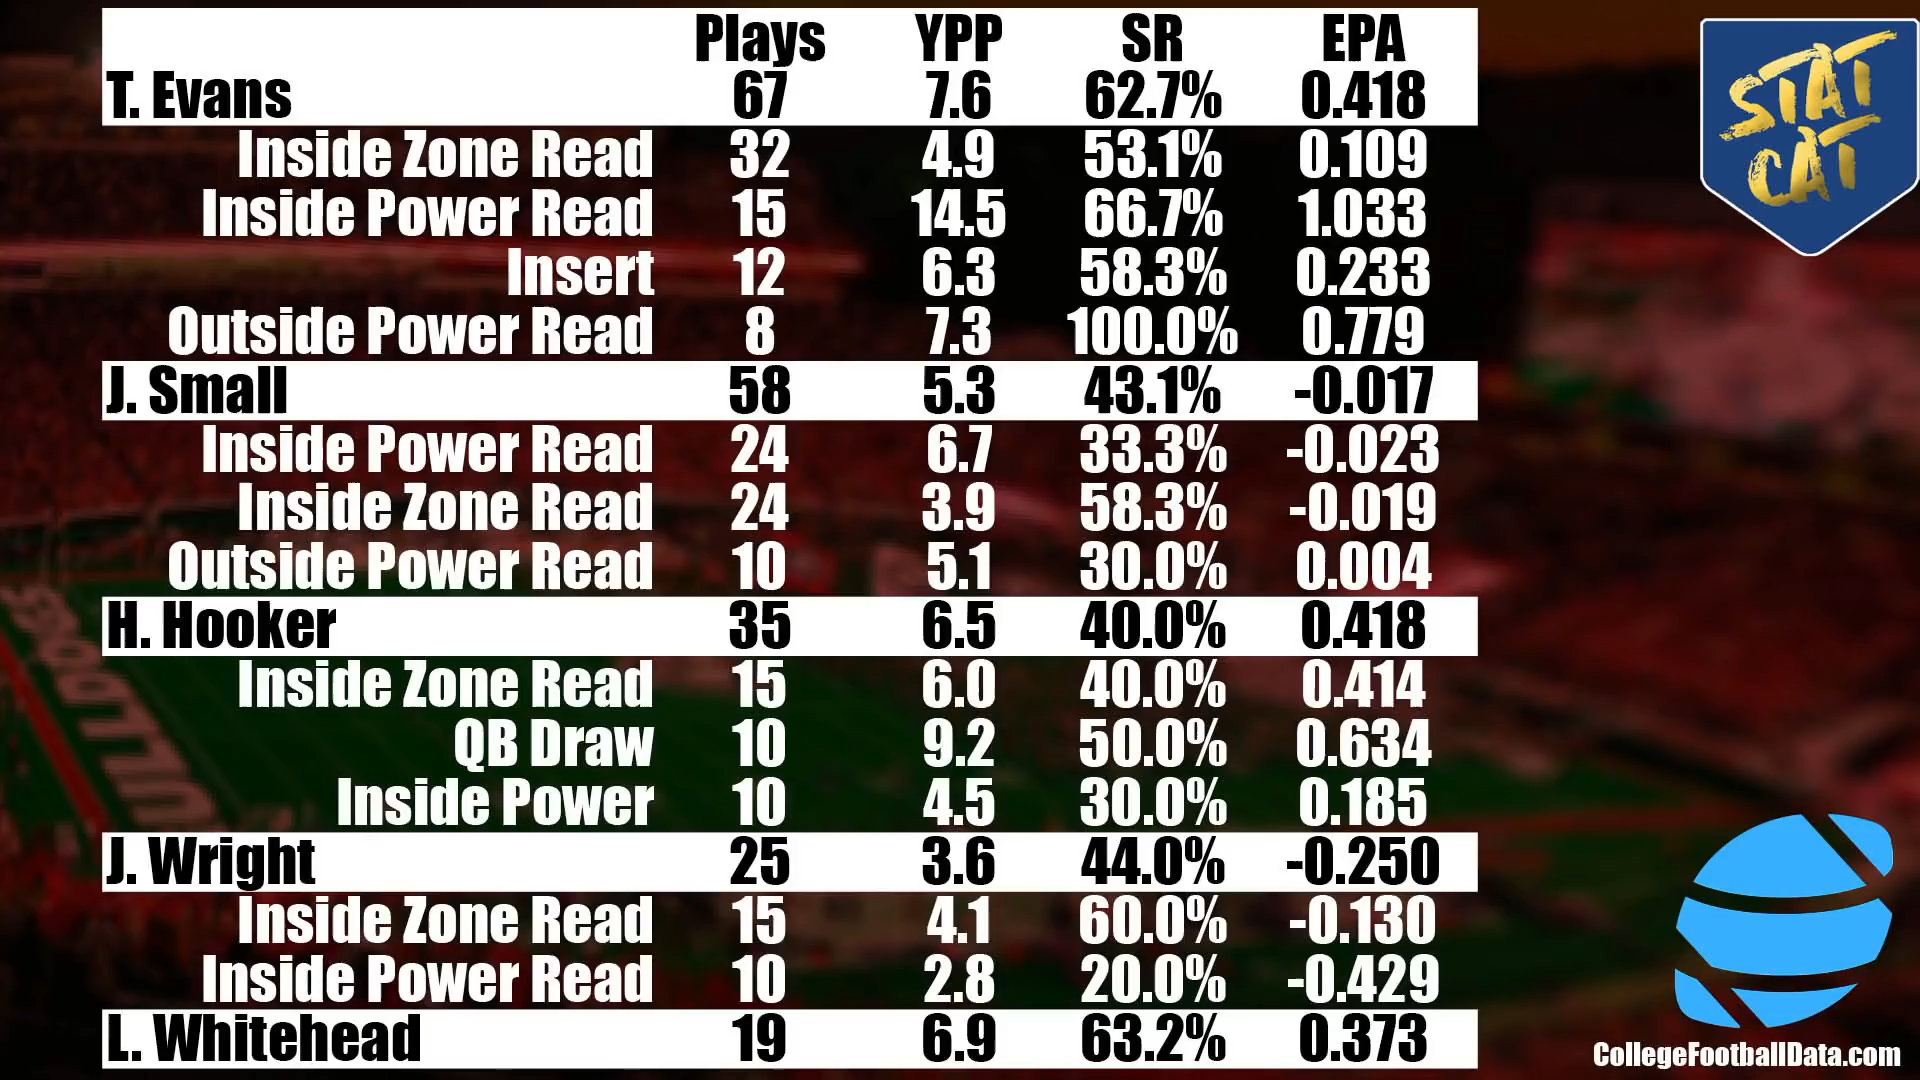 Plays YPP SR EPA
T. Evans 67 7.6 62.7% 0.418
Inside Zone Read 32 4.9 53.1% 0.109
Inside Power Read 15 14.5 66.7% 1.033
Insert 12 6.3 58.3% 0.233
Outside Power Read 8 7.3 100.0% 0.779
J. Small 58 5.3 43.1% -0.017
Inside Power Read 24 6.7 33.3% -0.023
Inside Zone Read 24 3.9 58.3% -0.019
Outside Power Read 10 5.1 30.0% 0.004
H. Hooker 35 6.5 40.0% 0.418
Inside Zone Read 15 6.0 40.0% 0.414
QB Draw 10 9.2 50.0% 0.634
Inside Power 10 4.5 30.0% 0.185
J. Wright 25 3.6 44.0% -0.250
Inside Zone Read 15 4.1 60.0% -0.130
Inside Power Read 10 2.8 20.0% -0.429
L. Whitehead 19 6.9 63.2% 0.373
STAT
CAT
CollegeFootballData.com